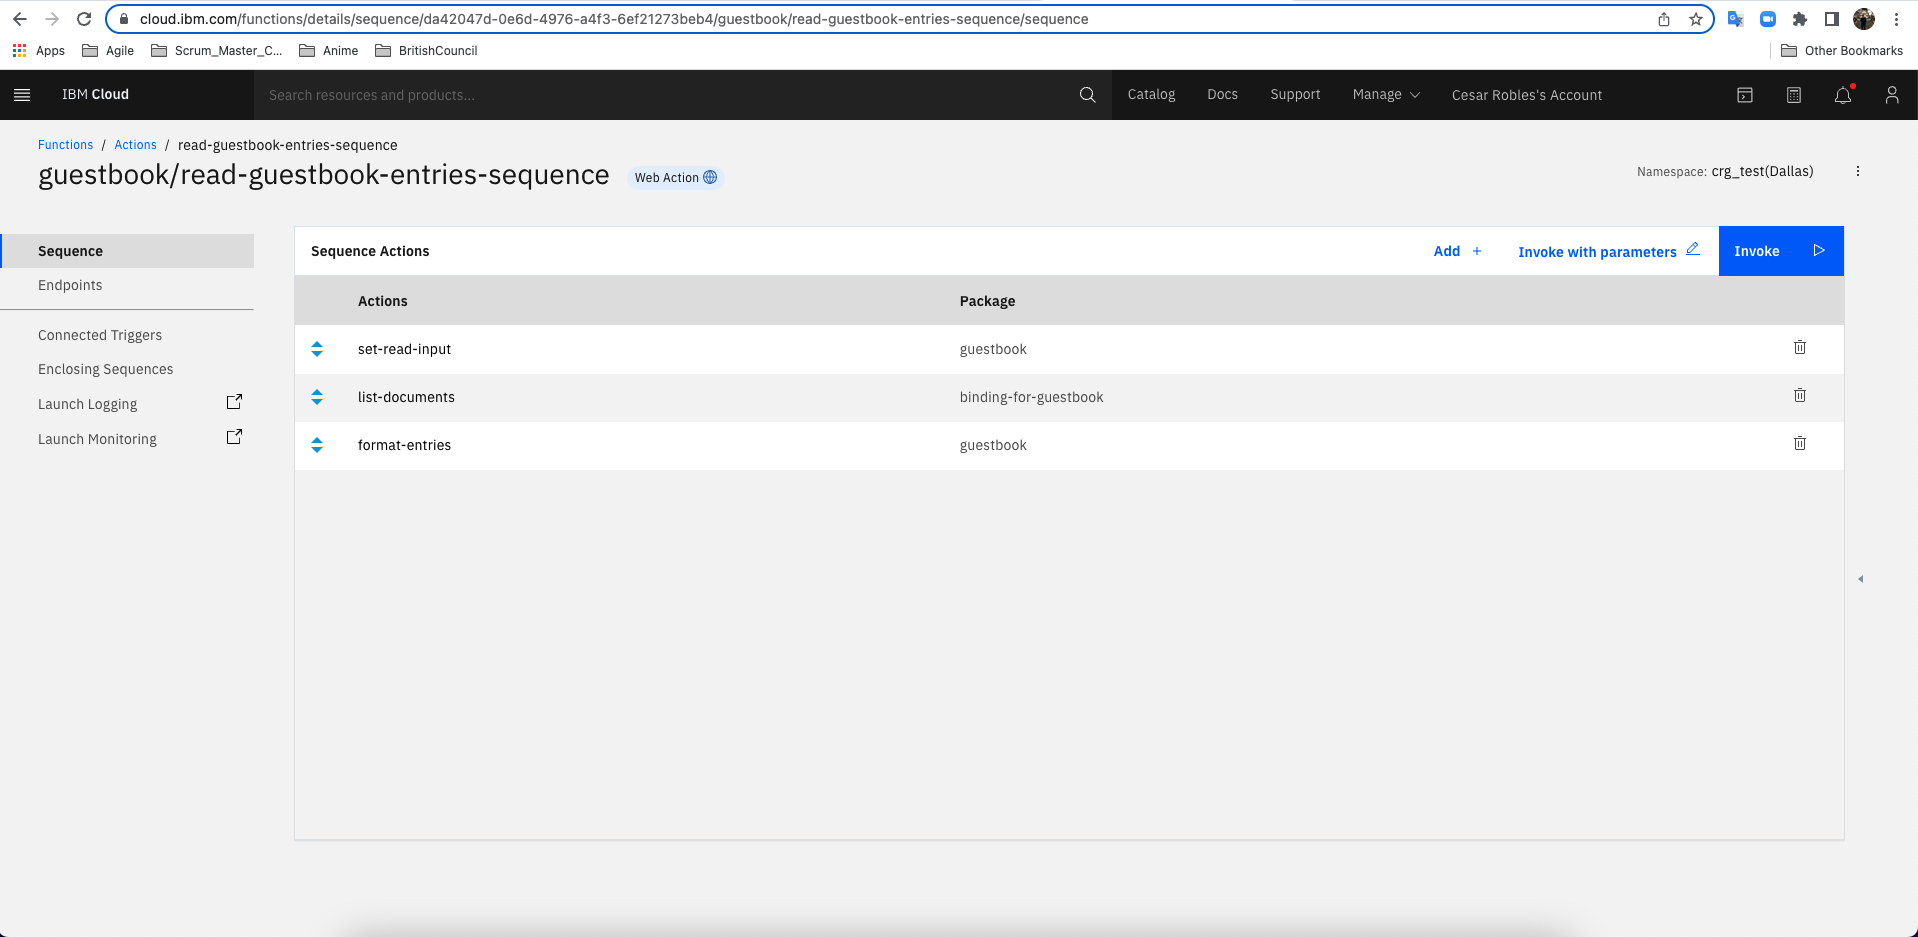 cloud.ibm.com/functions/details/sequence/da42047d-0e6d-4976-a4f3-6ef21273beb4/guestbook/read-guestbook-entries-sequence/sequence
Apps Agile Scrum_Master_C... Anime BritishCouncil Other Bookmarks
IBM Cloud Search resources and products... Catalog Docs Support Manage Cesar Robles's Account
Functions / Actions / read-guestbook-entries-sequence
guestbook/read-guestbook-entries-sequence Web Action Namespace: crg_test(Dallas)
Sequence
Endpoints
Connected Triggers
Enclosing Sequences
Launch Logging
Launch Monitoring
Sequence Actions Add + Invoke with parameters Invoke
Actions Package
set-read-input guestbook
list-documents binding-for-guestbook
format-entries guestbook